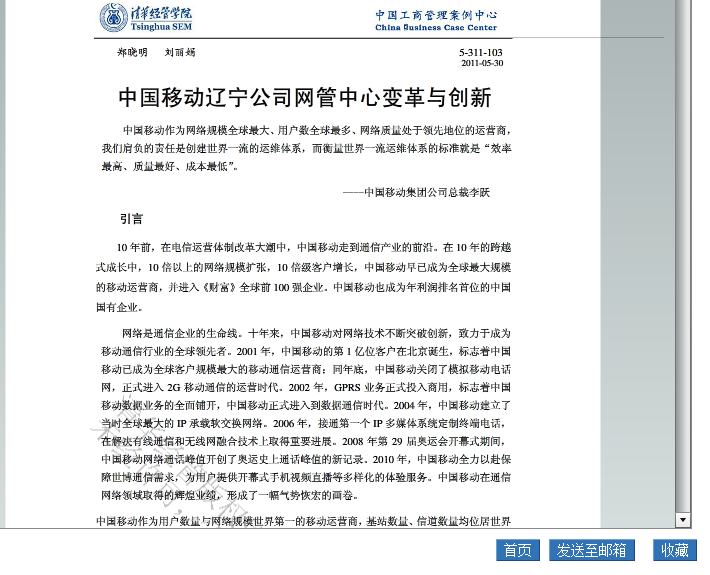 清华经管学院
Tsinghua SEM
中国工商管理案例中心
China Business Case Center
郑晓明 刘丽娟
5-311-103
2011-05-30
中国移动辽宁公司网管中心变革与创新
中国移动作为网络规模全球最大、用户数全球最多、网络质量处于领先地位的运营商，
我们肩负的责任是创建世界一流的运维体系，而衡量世界一流运维体系的标准就是“效率
最高、质量最好、成本最低”。
——中国移动集团公司总裁李跃
引言
10 年前，在电信运营体制改革大潮中，中国移动走到通信产业的前沿。在 10 年的跨越
式成长中，10 倍以上的网络规模扩张，10 倍级客户增长，中国移动早已成为全球最大规模
的移动运营商，并进入《财富》全球前 100 强企业。中国移动也成为年利润排名首位的中国
国有企业。
网络是通信企业的生命线。十年来，中国移动对网络技术不断突破创新，致力于成为
移动通信行业的全球领先者。2001 年，中国移动的第 1 亿位客户在北京诞生，标志着中国
移动已成为全球客户规模最大的移动通信运营商；同年底，中国移动关闭了模拟移动电话
网，正式进入 2G 移动通信的运营时代。2002 年，GPRS 业务正式投入商用，标志着中国
移动数据业务的全面铺开，中国移动正式进入到数据通信时代。2004 年，中国移动建立了
当时全球最大的 IP 承载软交换网络。2006 年，接通第一个 IP 多媒体系统定制终端电话，
在解决有线通信和无线网融合技术上取得重要进展。2008 年第 29 届奥运会开幕式期间，
中国移动网络通话峰值开创了奥运史上通话峰值的新记录。2010 年，中国移动全力以赴保
障世博通信需求，为用户提供开幕式手机视频直播等多样化的体验服务。中国移动在通信
网络领域取得的辉煌业绩，形成了一幅气势恢宏的画卷。
中国移动作为用户数量与网络规模世界第一的移动运营商，基站数量、信道数量均位居世界
首页 发送至邮箱 收藏